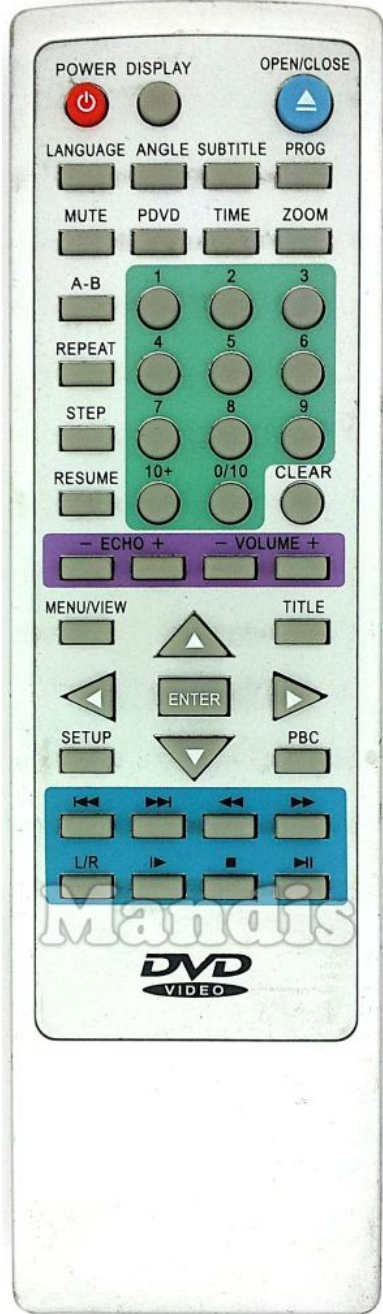 POWER DISPLAY OPEN/CLOSE
LANGUAGE ANGLE SUBTITLE PROG
MUTE PDVD TIME ZOOM
A-B 1 2 3
REPEAT 4 5 6
STEP 7 8 9
RESUME 10+ 0/10 CLEAR
- ECHO + - VOLUME +
MENU/VIEW TITLE
ENTER
SETUP PBC
L/R
Mandis
DVD
VIDEO